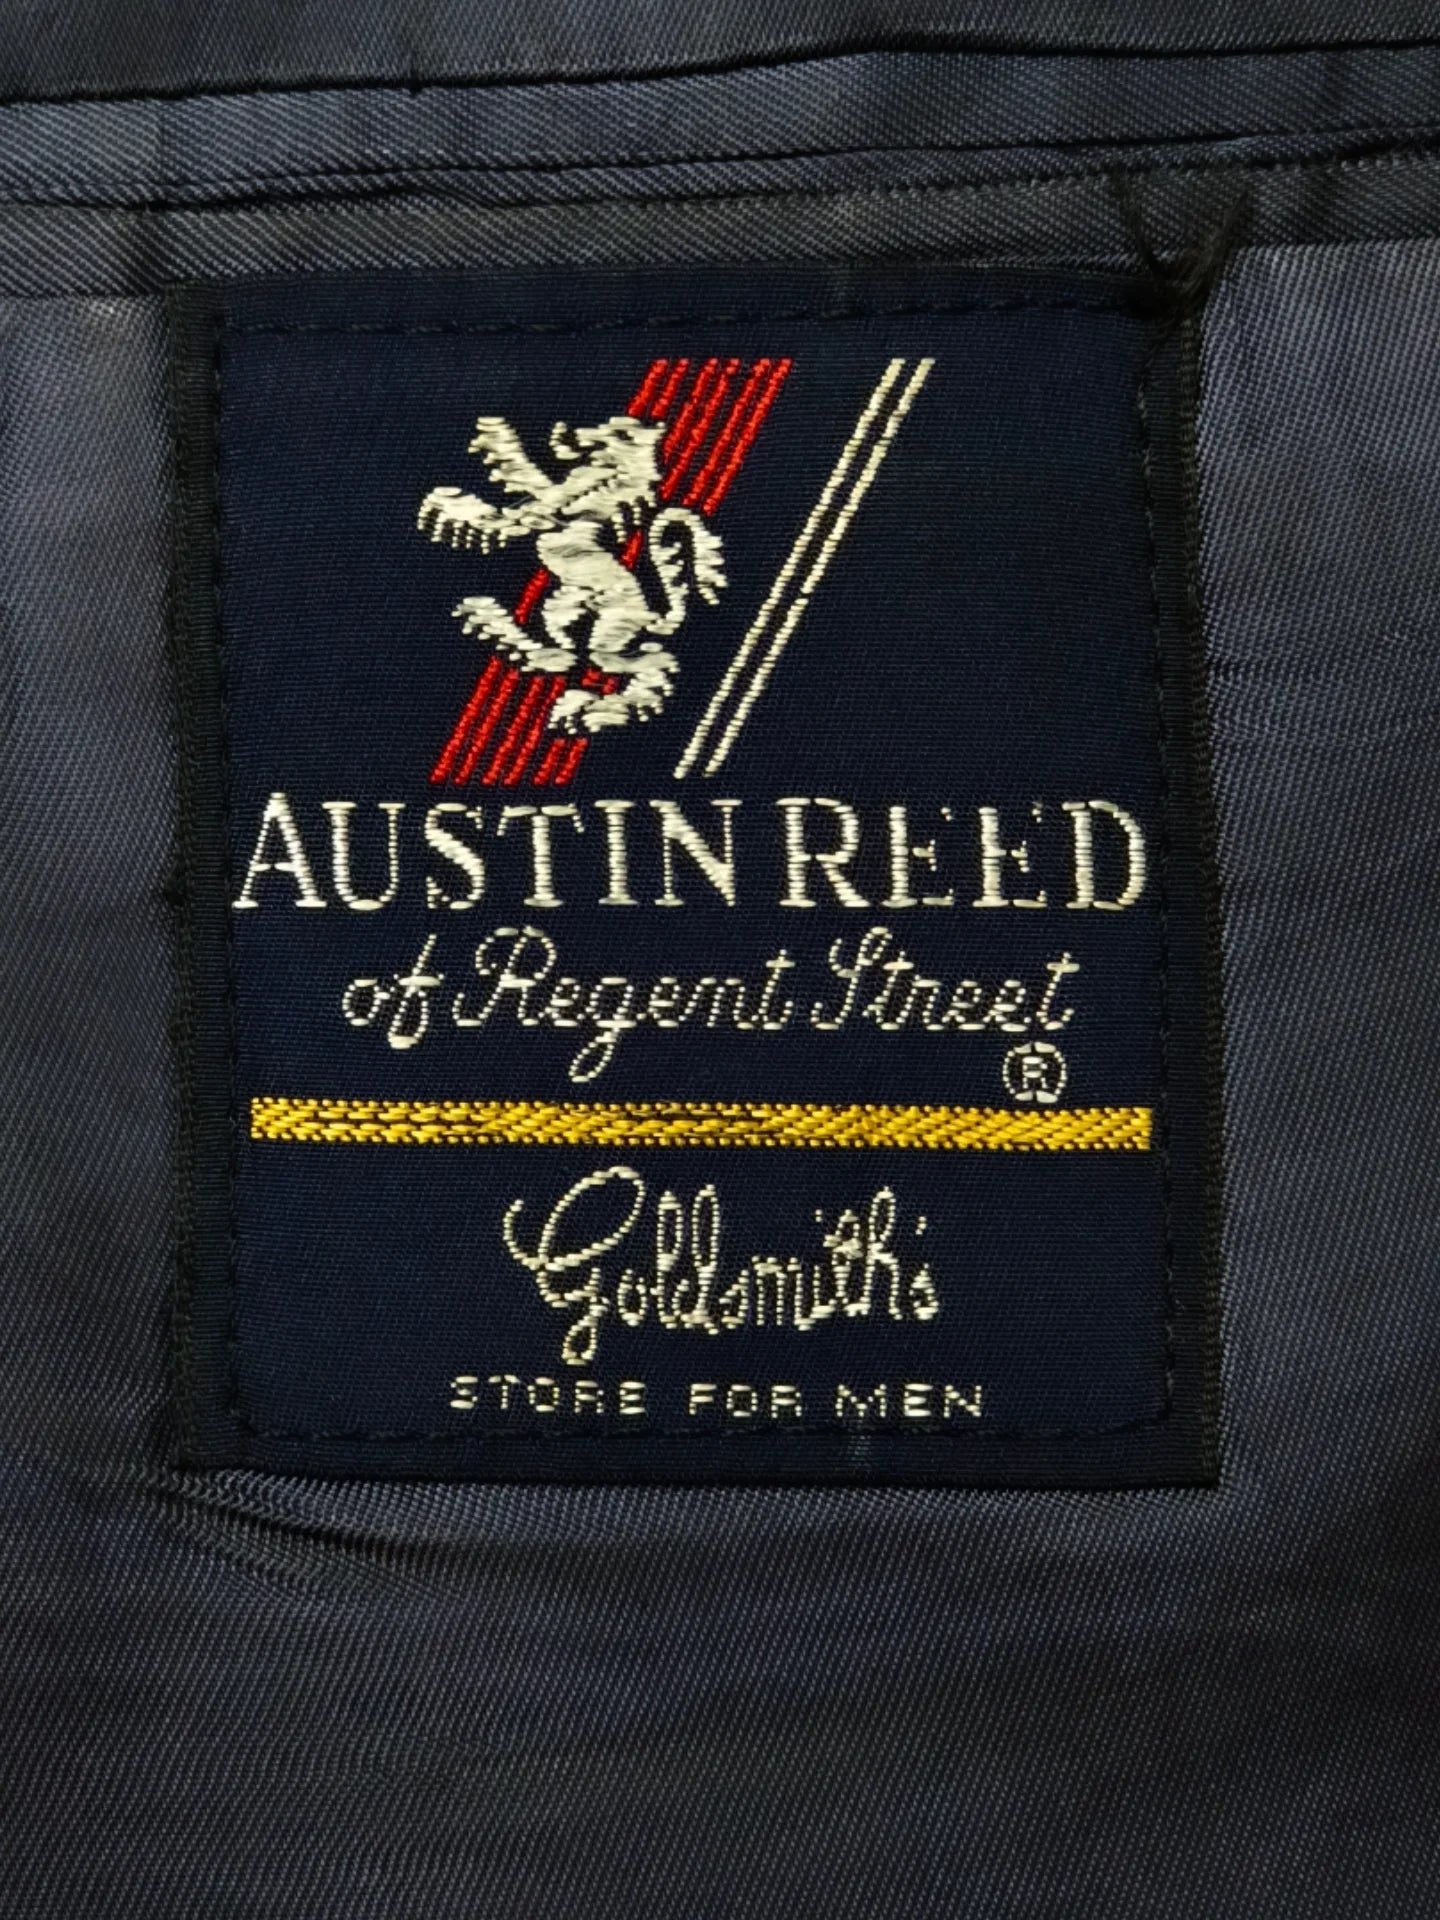 AUSTIN REED
of Regent Street
®
Goldsmith's
STORE FOR MEN